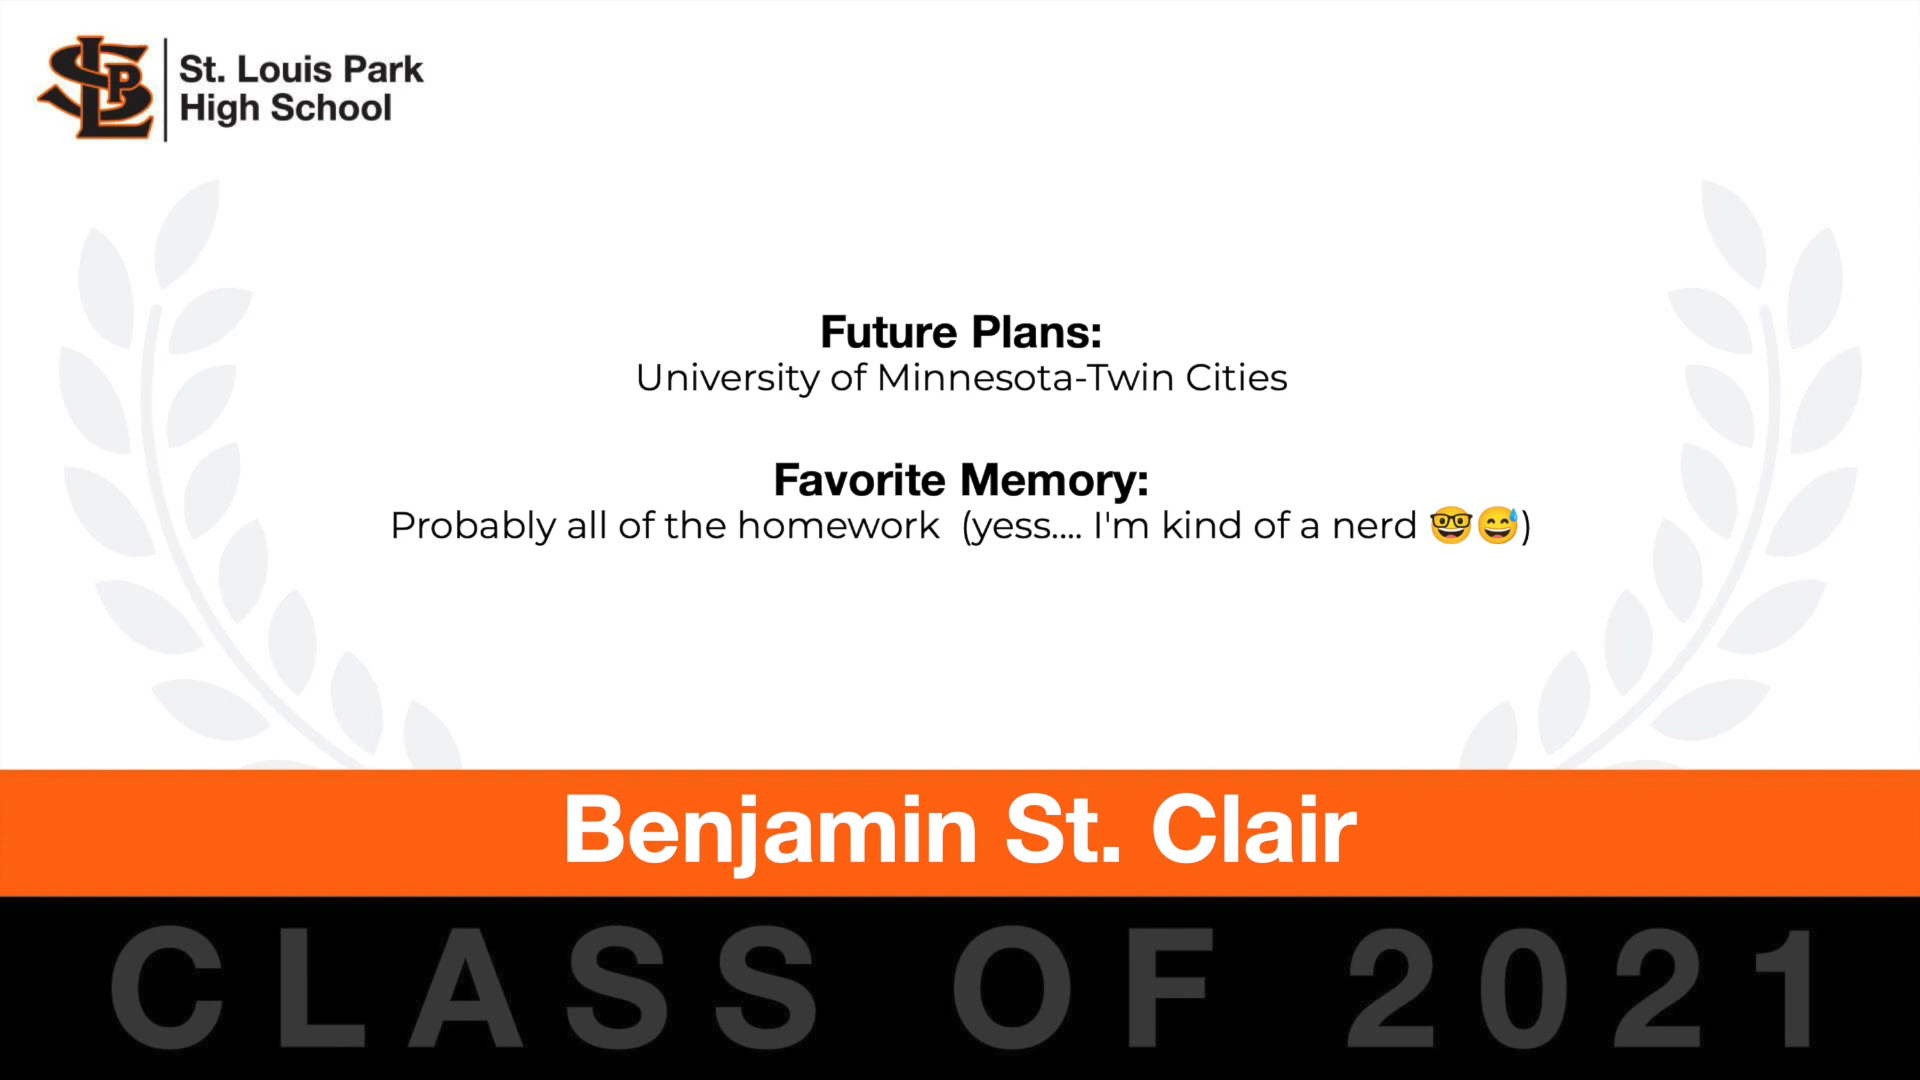 SLP
St. Louis Park
High School
Future Plans:
University of Minnesota-Twin Cities
Favorite Memory:
Probably all of the homework  (yess.... I'm kind of a nerd 🤓😅)
Benjamin St. Clair
CLASS OF 2021